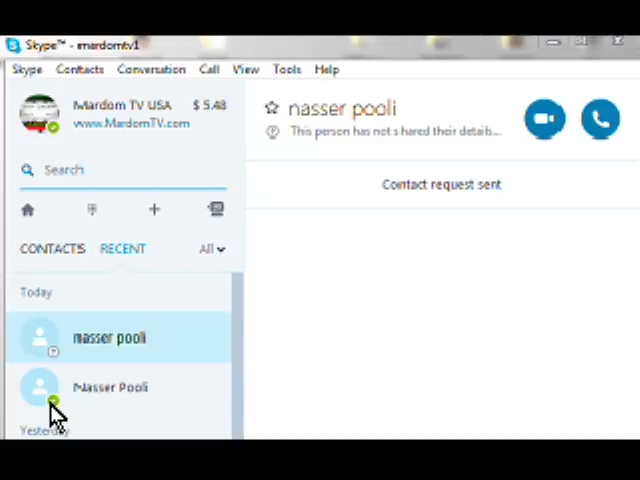 Skype™ - mardomtv1
Skype Contacts Conversation Call View Tools Help
Mardom TV USA $ 5.48
www.MardomTV.com
Search
CONTACTS RECENT All
Today
nasser pooli
Nasser Pooli
Yesterday
nasser pooli
This person has not shared their details...
Contact request sent